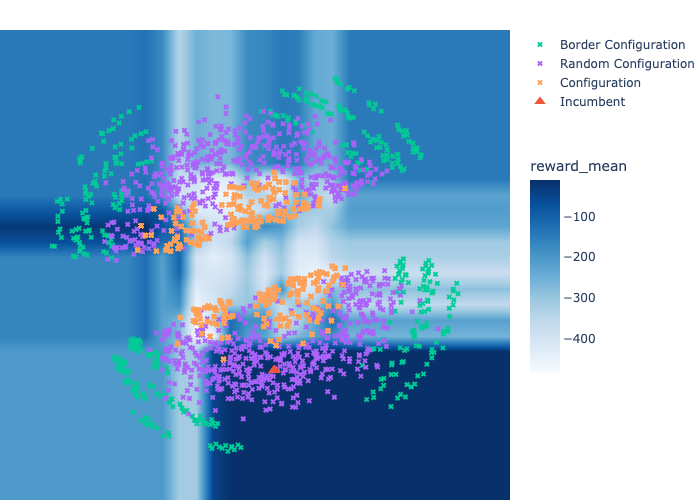 Border Configuration
Random Configuration
Configuration
Incumbent
reward_mean
−100
−200
−300
−400